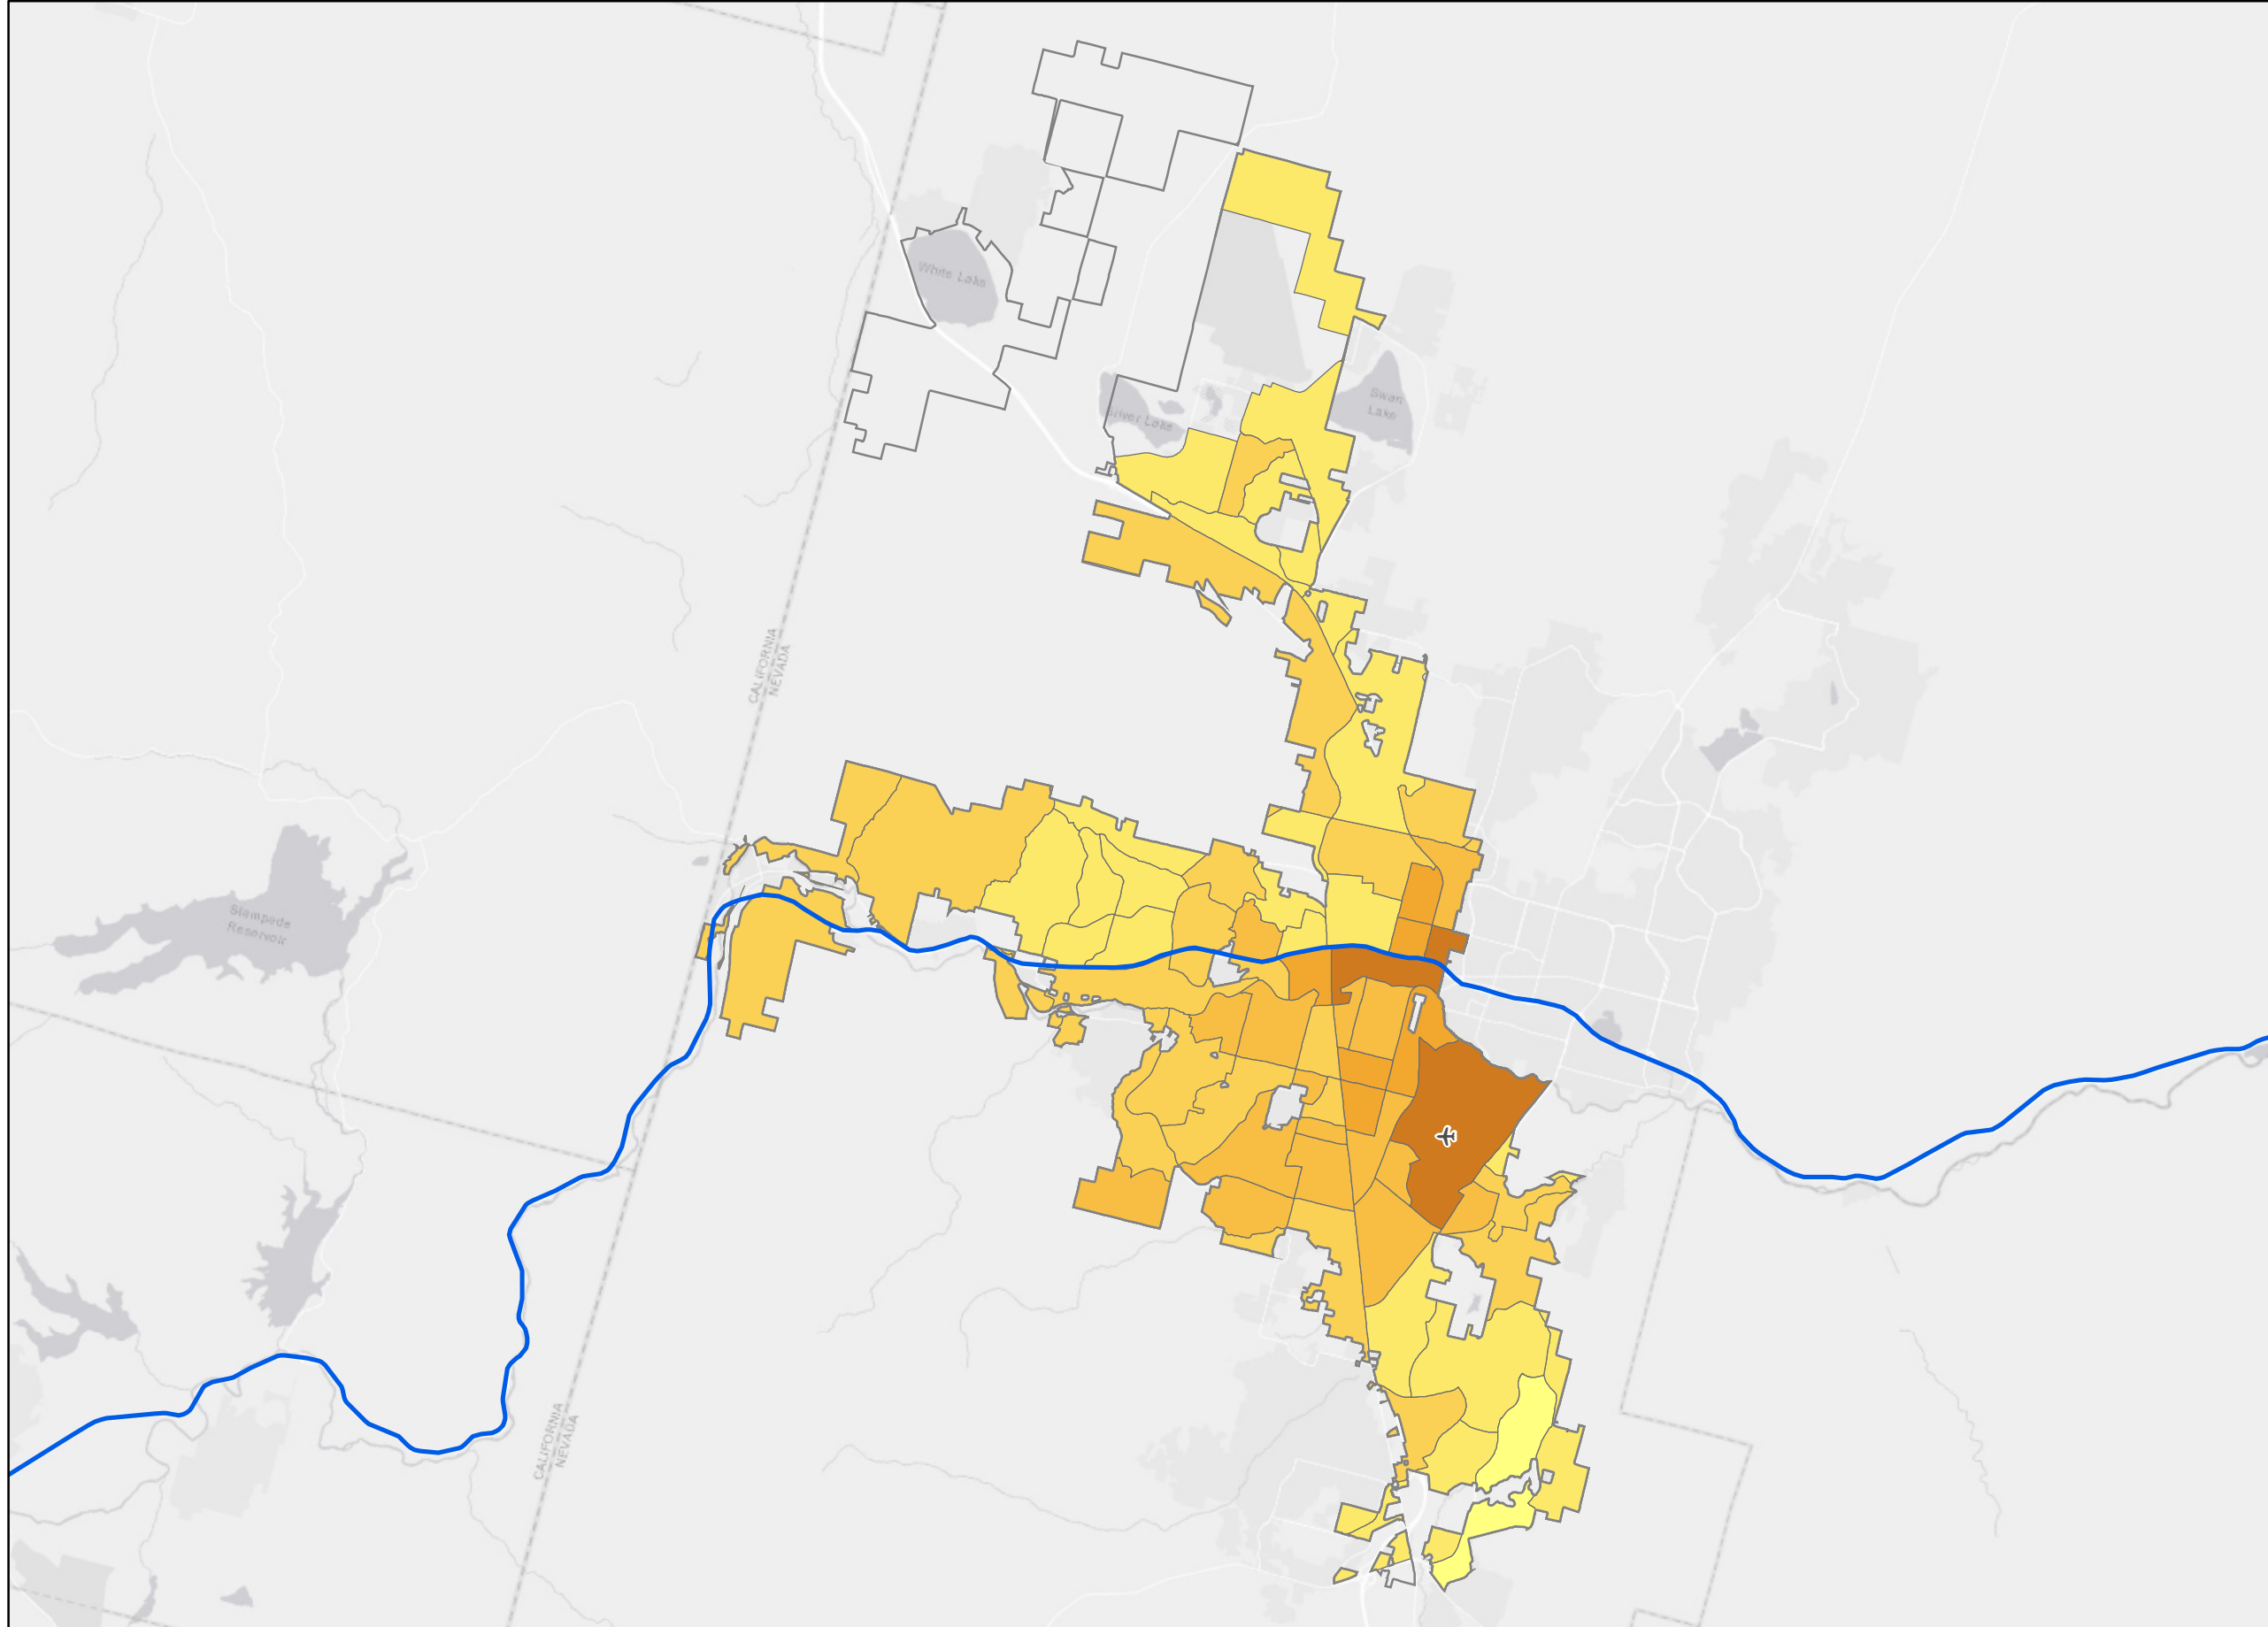 White Lake
Silver Lake
Swan
Lake
CALIFORNIA
NEVADA
Stampede
Reservoir
CALIFORNIA
NEVADA